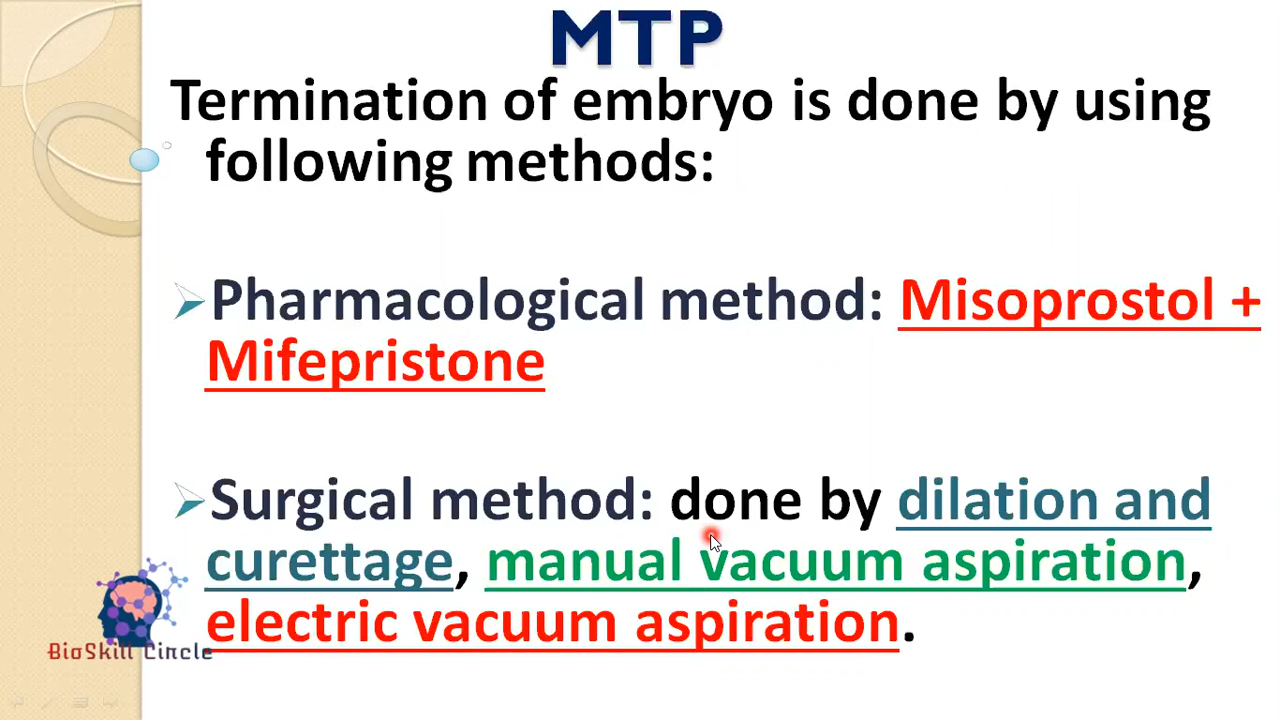 MTP
Termination of embryo is done by using
following methods:
Pharmacological method: Misoprostol +
Mifepristone
Surgical method: done by dilation and
curettage, manual vacuum aspiration,
electric vacuum aspiration.
BioSkill Circle